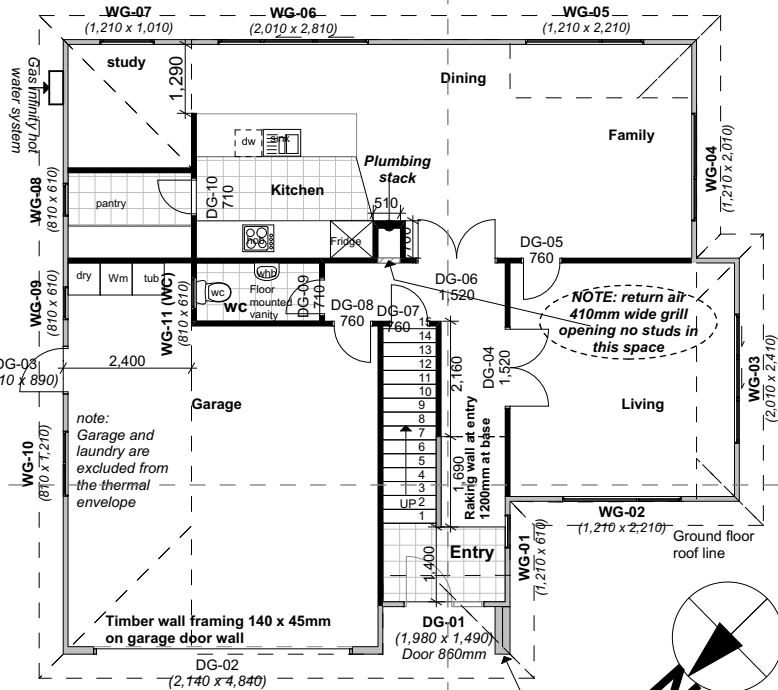 WG-07
(1,210 x 1,010)
WG-06
(2,010 x 2,810)
WG-05
(1,210 x 2,210)
study
1,290
Dining
Gas Infinity hot
water system
Family
dw
sink
Plumbing
stack
WG-04
(1,210 x 2,010)
WG-08
(810 x 610)
pantry
DG-10
710
Kitchen
510
700
hob
Fridge
DG-05
760
DG-06
1,520
WG-09
(810 x 610)
dry
Wm
tub
WG-11 (WC)
(810 x 610)
wc
whb
WC
Floor
mounted
vanity
DG-09
710
DG-08
760
DG-07
760
NOTE: return air
410mm wide grill
opening no studs in
this space
DG-03
10 x 890)
2,400
15
14
13
12
11
10
9
8
7
6
5
4
3
2
1
UP
2,160
DG-04
1,520
WG-03
(2,010 x 2,410)
Garage
Living
note:
Garage and
laundry are
excluded from
the thermal
envelope
WG-10
(810 x 1,210)
1,690
Raking wall at entry
1200mm at base
WG-02
(1,210 x 2,210)
Ground floor
roof line
WG-01
(1,210 x 610)
Entry
1,400
Timber wall framing 140 x 45mm
on garage door wall
DG-01
(1,980 x 1,490)
Door 860mm
DG-02
(2,140 x 4,840)
N